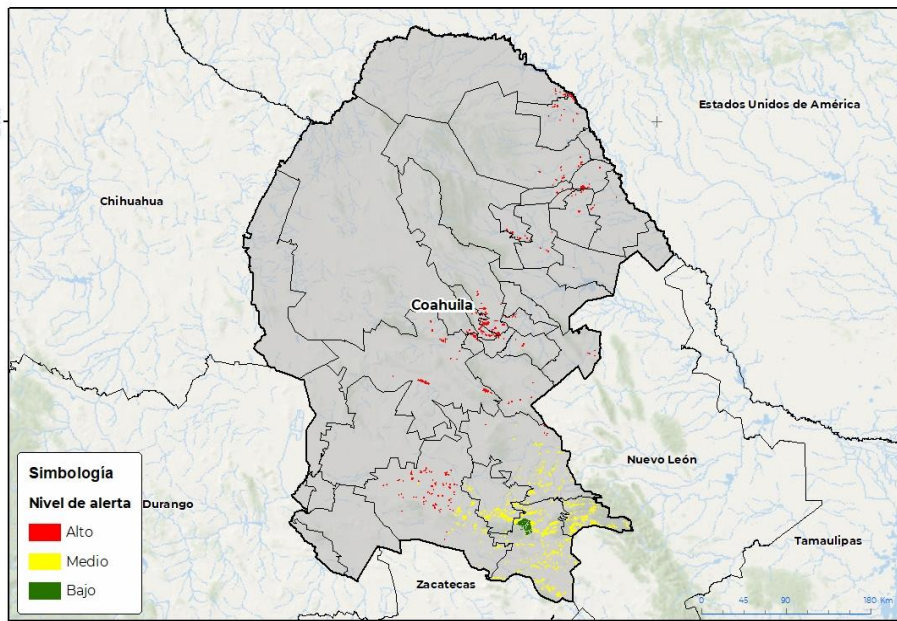 Estados Unidos de América
Chihuahua
Coahuila
Nuevo León
Simbología
Nivel de alerta
Alto
Medio
Bajo
Durango
Tamaulipas
Zacatecas
0 45 90 180 Km